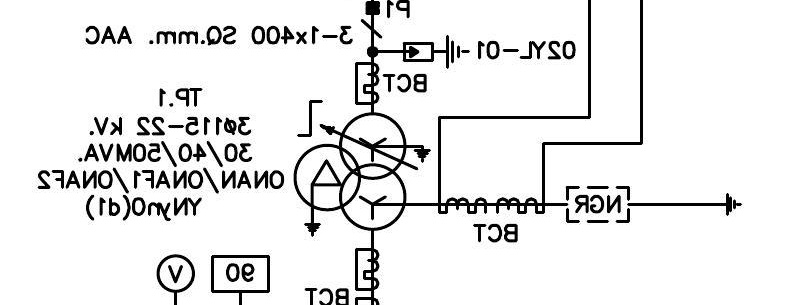 P1
3-1x400 SQ.mm. AAC
02YL-01
BCT
TP.1
3ø115-22 kV.
30/40/50MVA.
ONAN/ONAF1/ONAF2
YNyn0(d1)
NGR
BCT
V
90
BCT